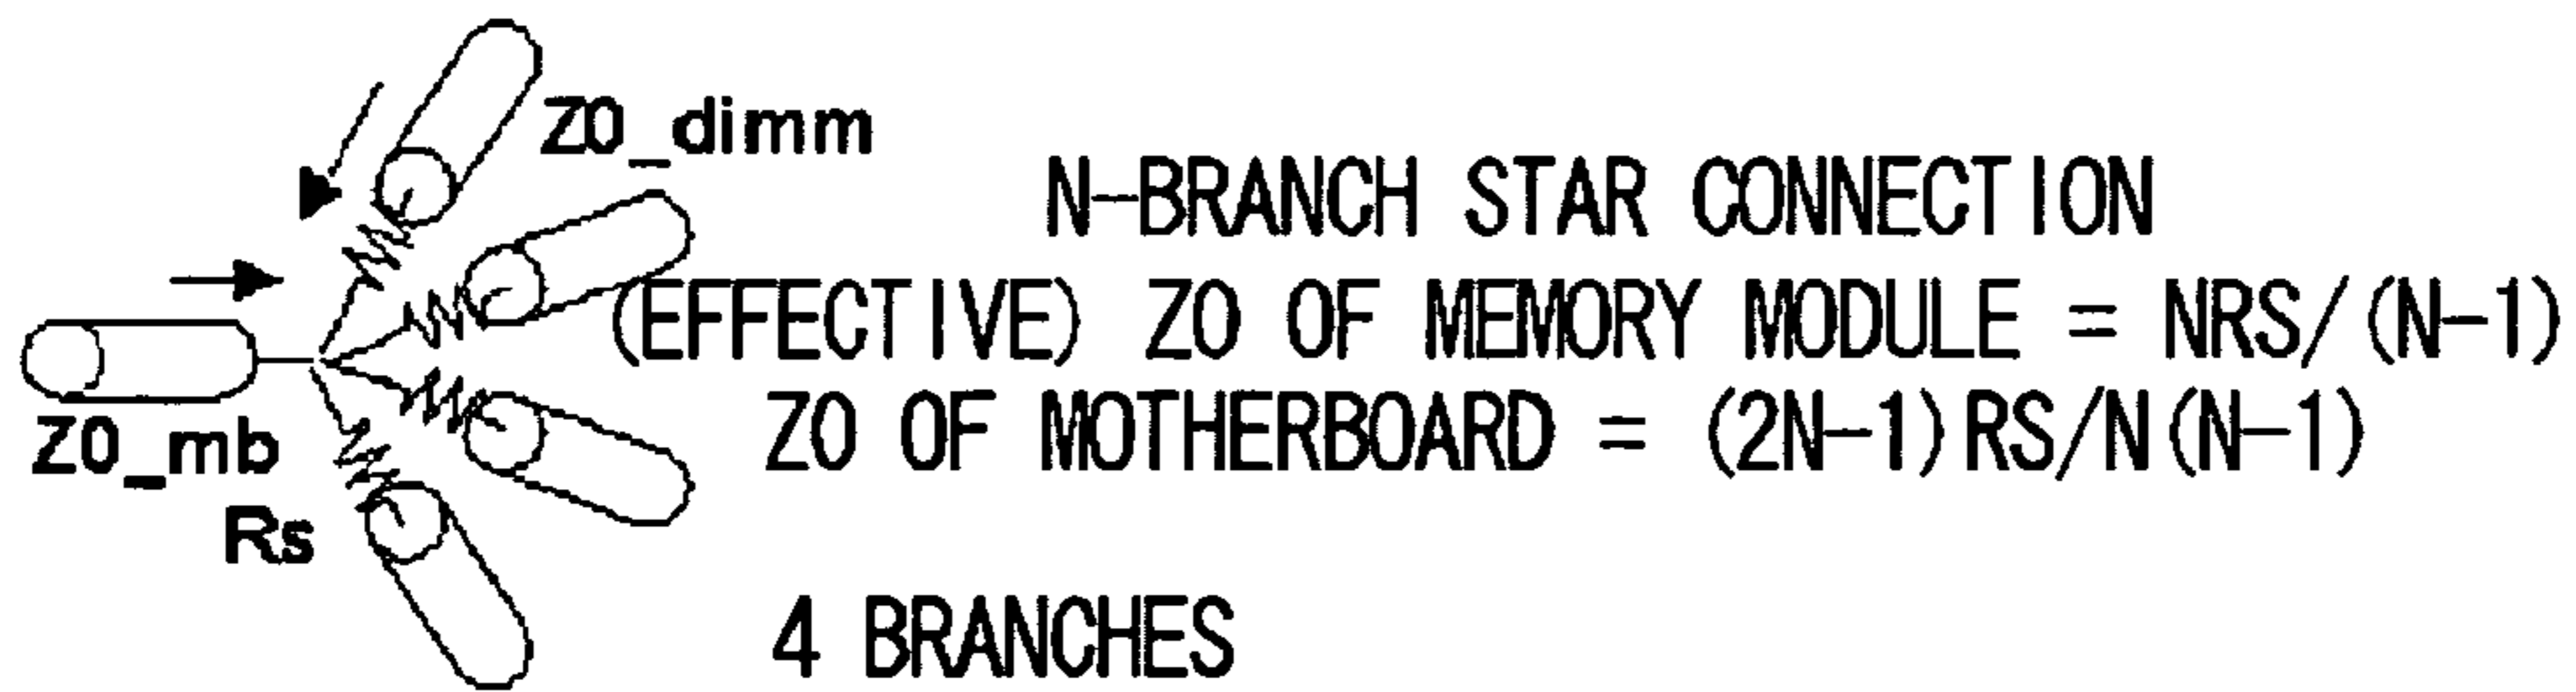 Z0_dimm
N-BRANCH STAR CONNECTION
(EFFECTIVE) Z0 OF MEMORY MODULE = NRS/(N-1)
Z0_mb
Z0 OF MOTHERBOARD = (2N-1)RS/N(N-1)
Rs
4 BRANCHES